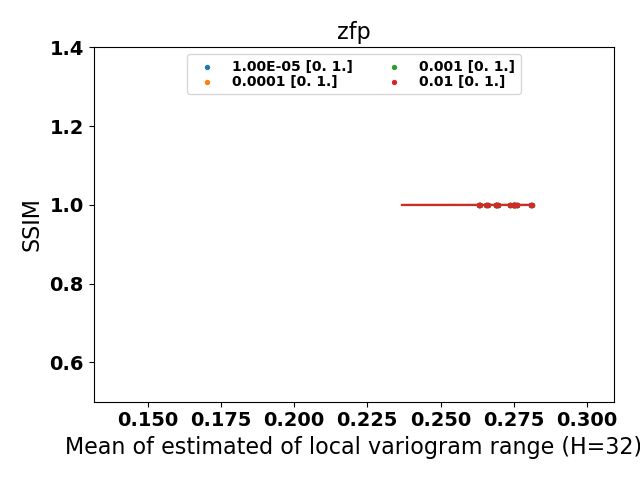 zfp
1.00E-05 [0. 1.] 0.001 [0. 1.]
0.0001 [0. 1.] 0.01 [0. 1.]
1.4
1.2
1.0
0.8
0.6
SSIM
0.150 0.175 0.200 0.225 0.250 0.275 0.300
Mean of estimated of local variogram range (H=32)